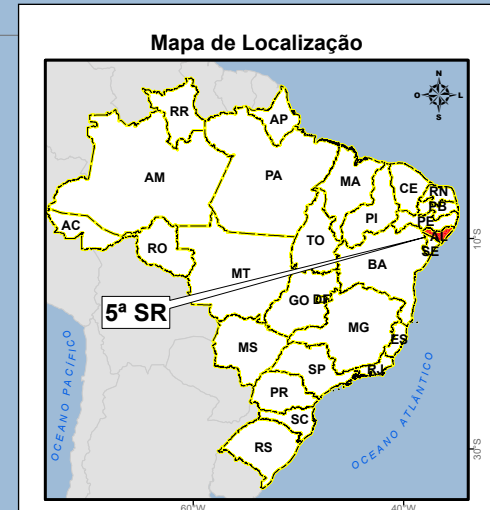 Mapa de Localização
N
O
L
S
RR
AP
AM
PA
MA
CE
RN
PB
PI
PE
AC
AL
TO
SE
RO
BA
MT
10°S
5ª SR
GO
DF
MG
MS
ES
SP
RJ
PR
SC
RS
OCEANO PACÍFICO
OCEANO ATLÂNTICO
30°S
60°W
40°W